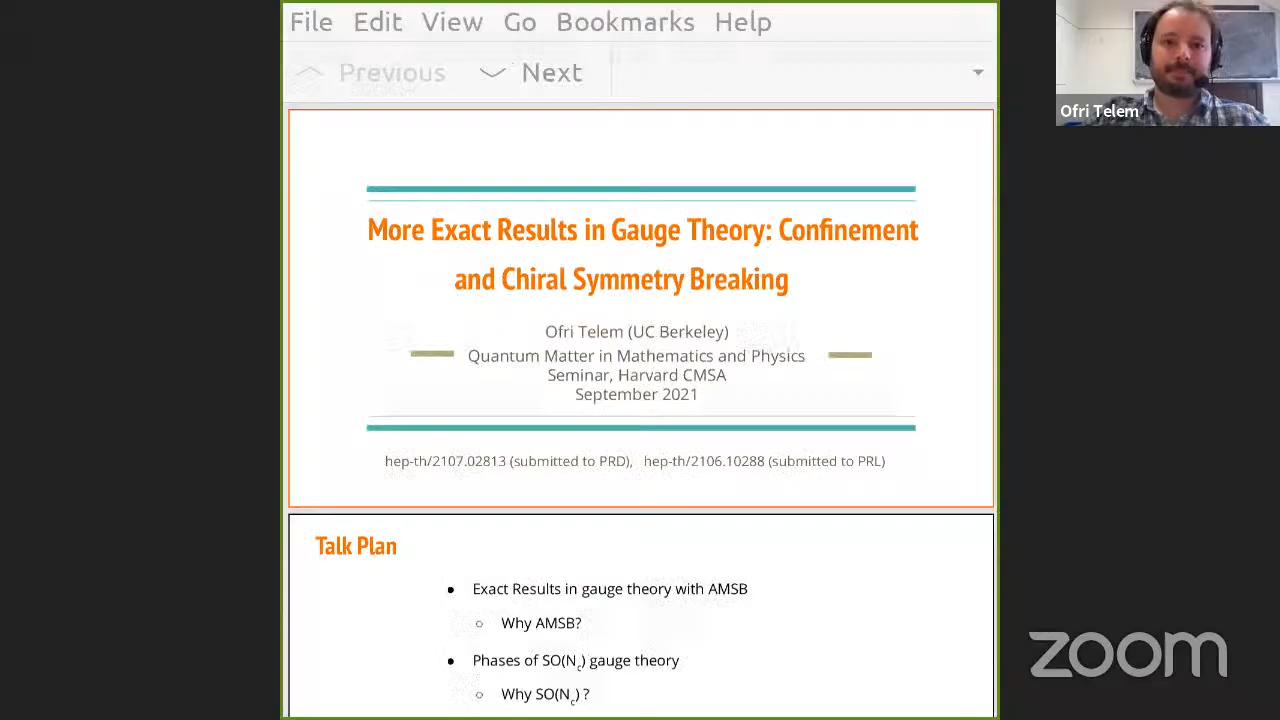 File Edit View Go Bookmarks Help
Previous Next
Ofri Telem
More Exact Results in Gauge Theory: Confinement
and Chiral Symmetry Breaking
Ofri Telem (UC Berkeley)
Quantum Matter in Mathematics and Physics
Seminar, Harvard CMSA
September 2021
hep-th/2107.02813 (submitted to PRD), hep-th/2106.10288 (submitted to PRL)
Talk Plan
● Exact Results in gauge theory with AMSB
○ Why AMSB?
● Phases of SO(Nc) gauge theory
○ Why SO(Nc) ?
zoom